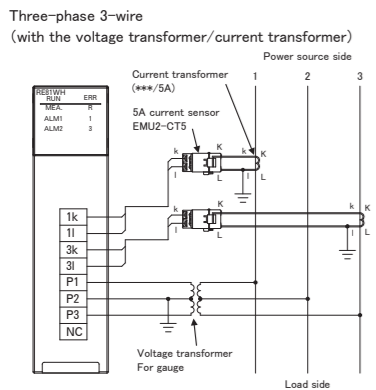 Three-phase 3-wire
(with the voltage transformer/current transformer)
Power source side
Current transformer
(***/5A)
1 2 3
RE81WH
RUN ERR
MEA. R
ALM1 1
ALM2 3
5A current sensor
EMU2-CT5
k k K
l L l L
k k K K
l L l L
1k
1l
3k
3l
P1
P2
P3
NC
Voltage transformer
For gauge
Load side